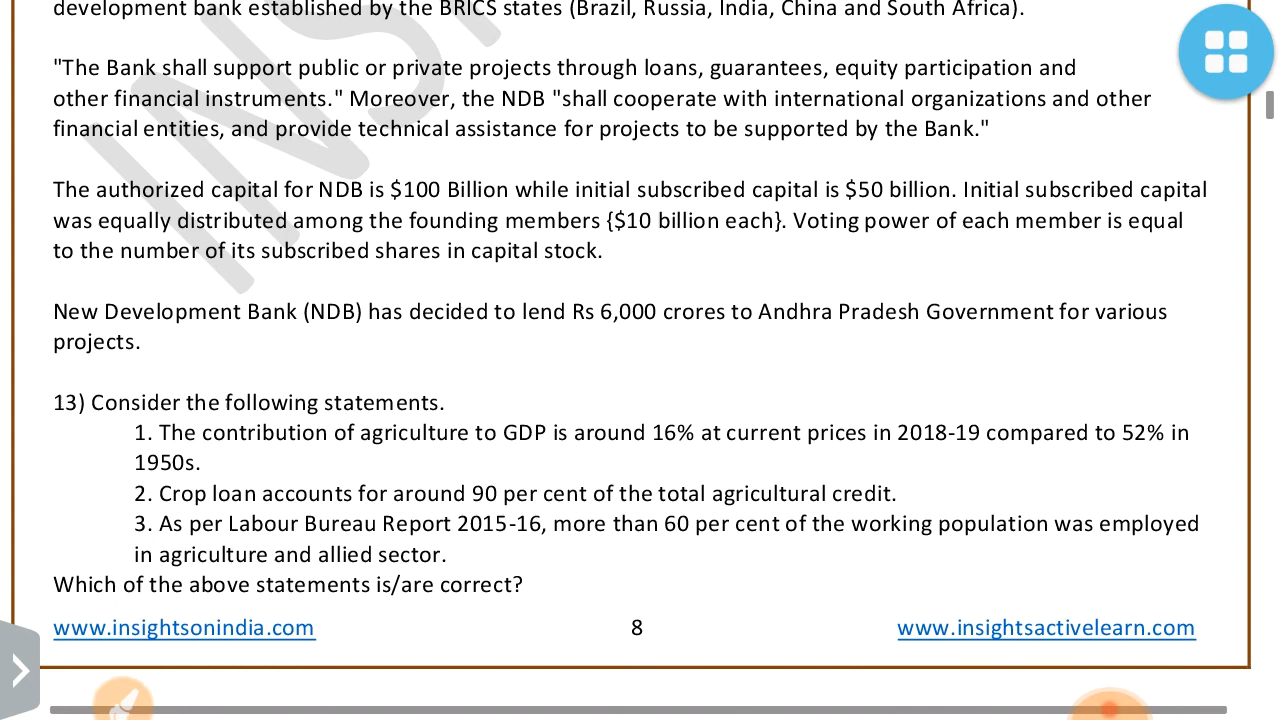 development bank established by the BRICS states (Brazil, Russia, India, China and South Africa).
"The Bank shall support public or private projects through loans, guarantees, equity participation and
other financial instruments." Moreover, the NDB "shall cooperate with international organizations and other
financial entities, and provide technical assistance for projects to be supported by the Bank."
The authorized capital for NDB is $100 Billion while initial subscribed capital is $50 billion. Initial subscribed capital
was equally distributed among the founding members {$10 billion each}. Voting power of each member is equal
to the number of its subscribed shares in capital stock.
New Development Bank (NDB) has decided to lend Rs 6,000 crores to Andhra Pradesh Government for various
projects.
13) Consider the following statements.
1. The contribution of agriculture to GDP is around 16% at current prices in 2018-19 compared to 52% in
1950s.
2. Crop loan accounts for around 90 per cent of the total agricultural credit.
3. As per Labour Bureau Report 2015-16, more than 60 per cent of the working population was employed
in agriculture and allied sector.
Which of the above statements is/are correct?
www.insightsonindia.com 8 www.insightsactivelearn.com